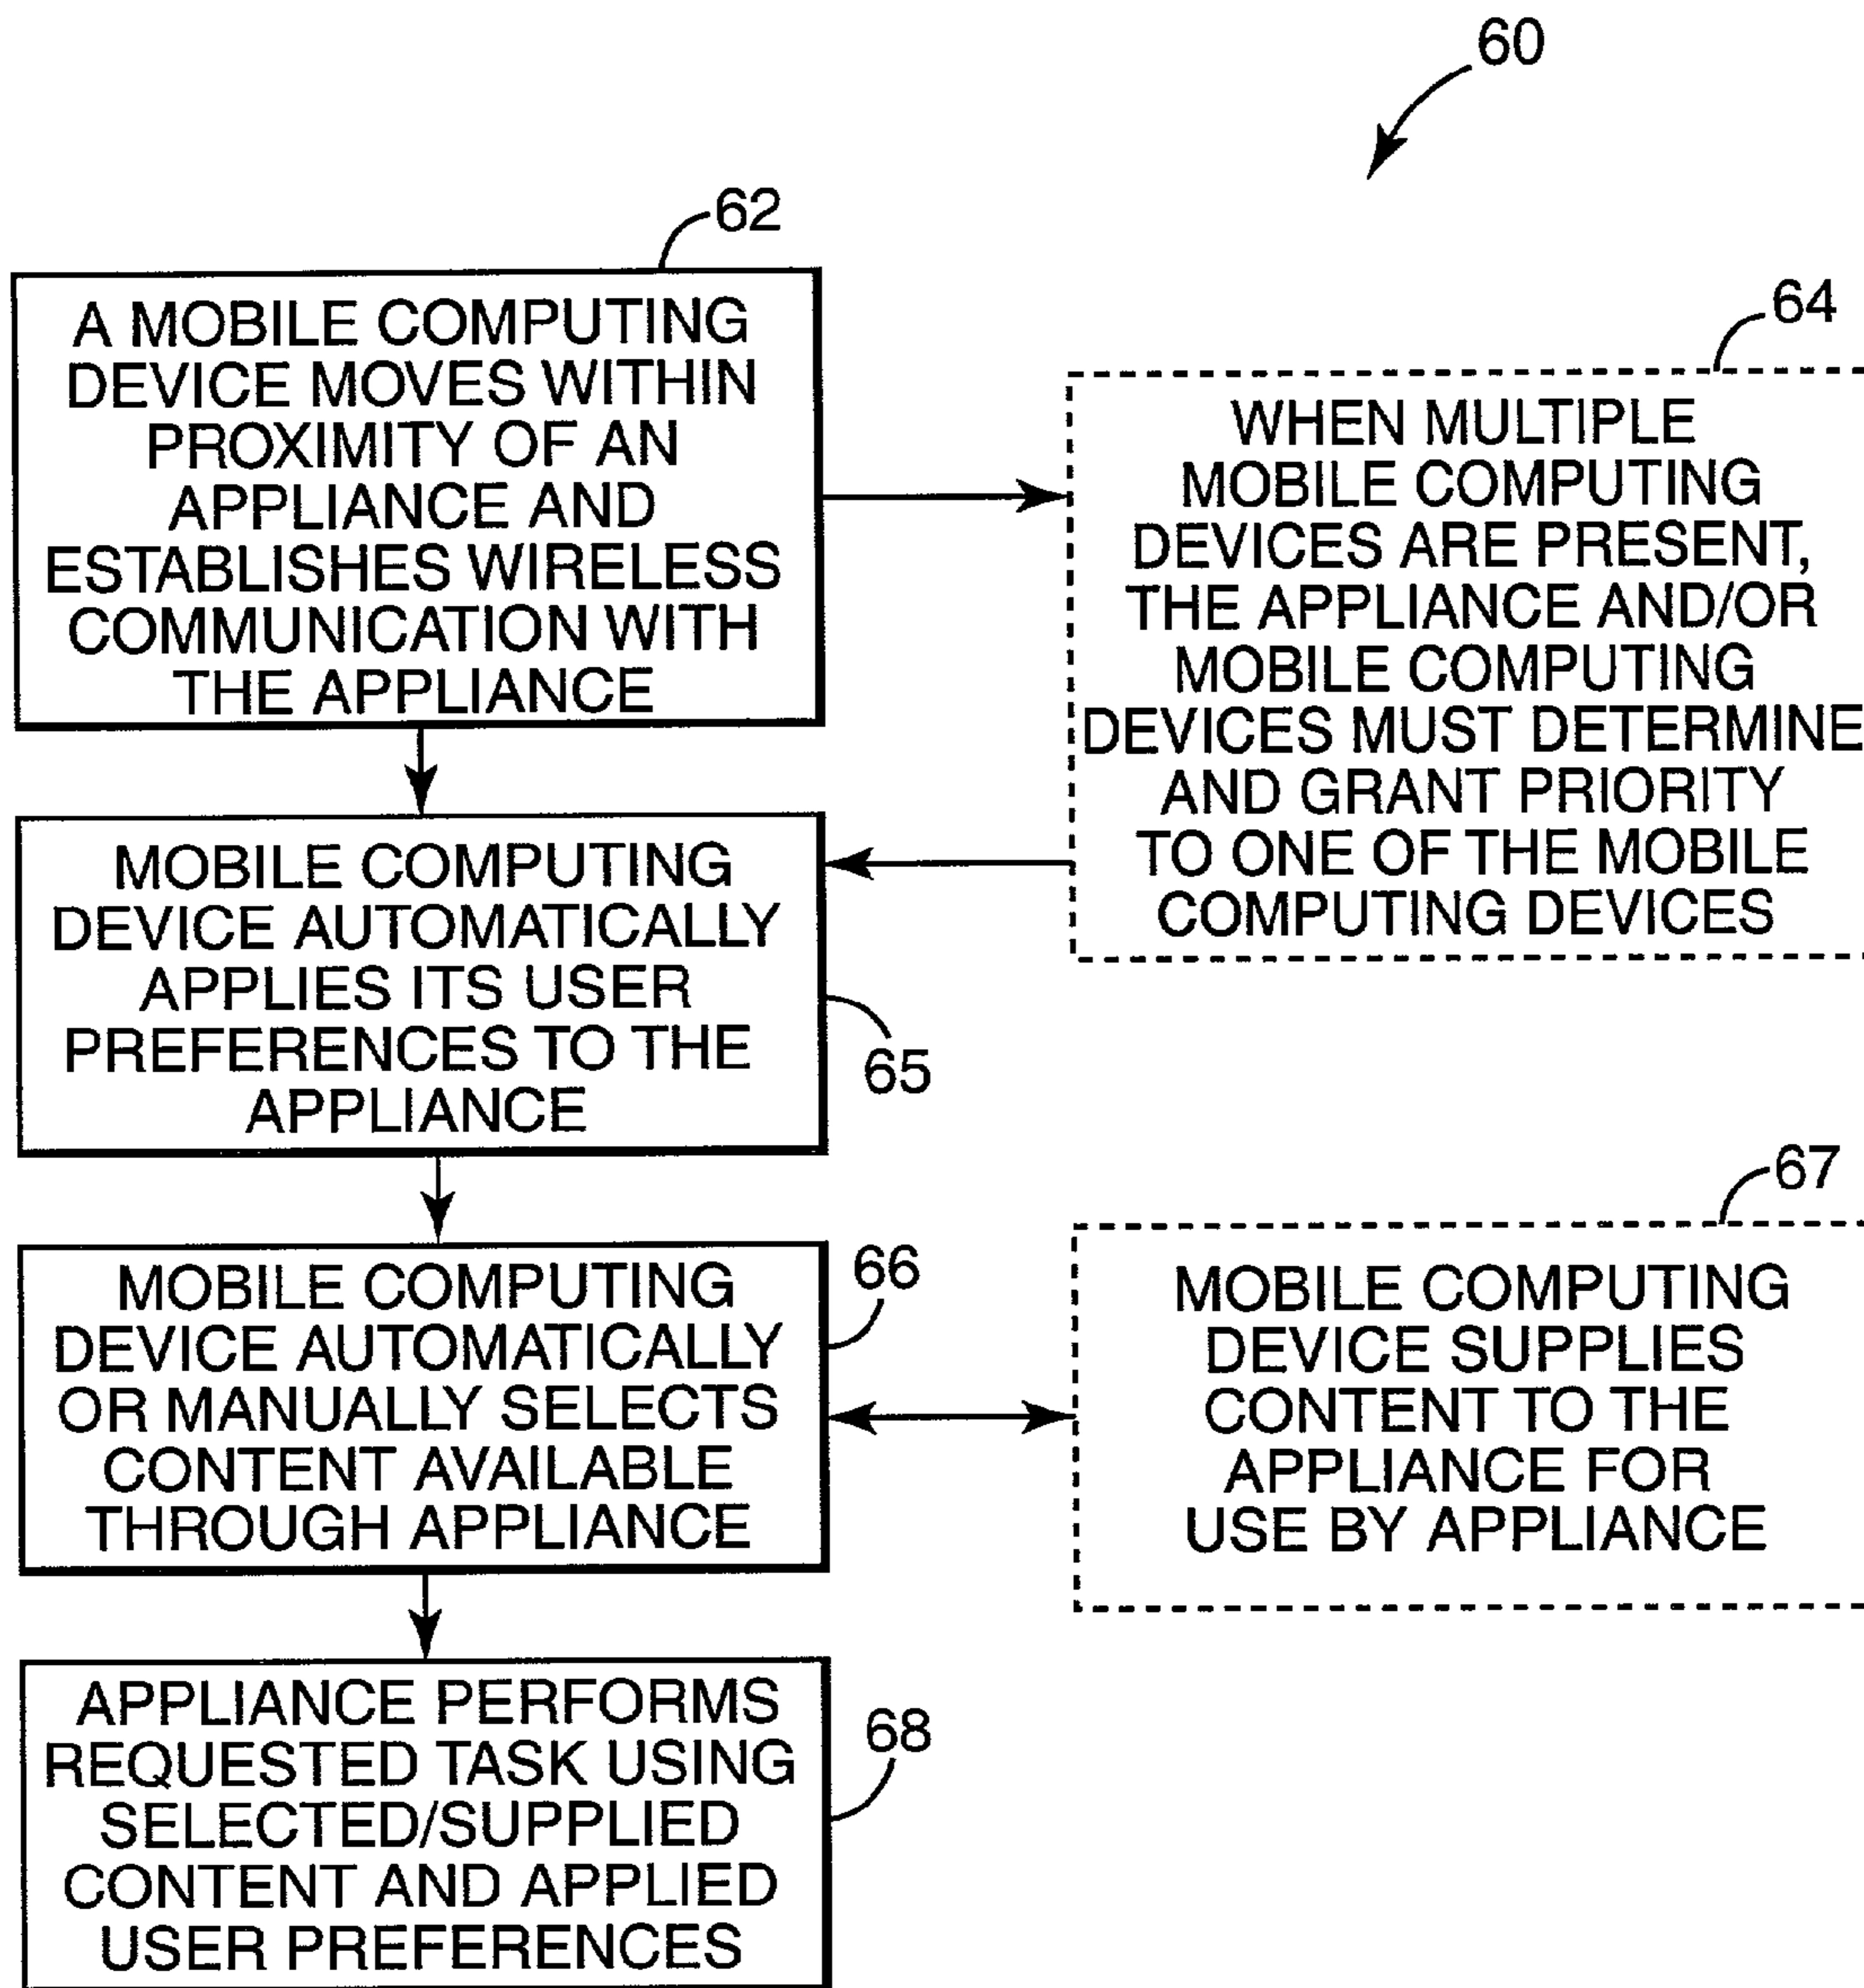 60
62
A MOBILE COMPUTING
DEVICE MOVES WITHIN
PROXIMITY OF AN
APPLIANCE AND
ESTABLISHES WIRELESS
COMMUNICATION WITH
THE APPLIANCE
64
WHEN MULTIPLE
MOBILE COMPUTING
DEVICES ARE PRESENT,
THE APPLIANCE AND/OR
MOBILE COMPUTING
DEVICES MUST DETERMINE
AND GRANT PRIORITY
TO ONE OF THE MOBILE
COMPUTING DEVICES
MOBILE COMPUTING
DEVICE AUTOMATICALLY
APPLIES ITS USER
PREFERENCES TO THE
APPLIANCE
65
MOBILE COMPUTING
DEVICE AUTOMATICALLY
OR MANUALLY SELECTS
CONTENT AVAILABLE
THROUGH APPLIANCE
66
67
MOBILE COMPUTING
DEVICE SUPPLIES
CONTENT TO THE
APPLIANCE FOR
USE BY APPLIANCE
APPLIANCE PERFORMS
REQUESTED TASK USING
SELECTED/SUPPLIED
CONTENT AND APPLIED
USER PREFERENCES
68